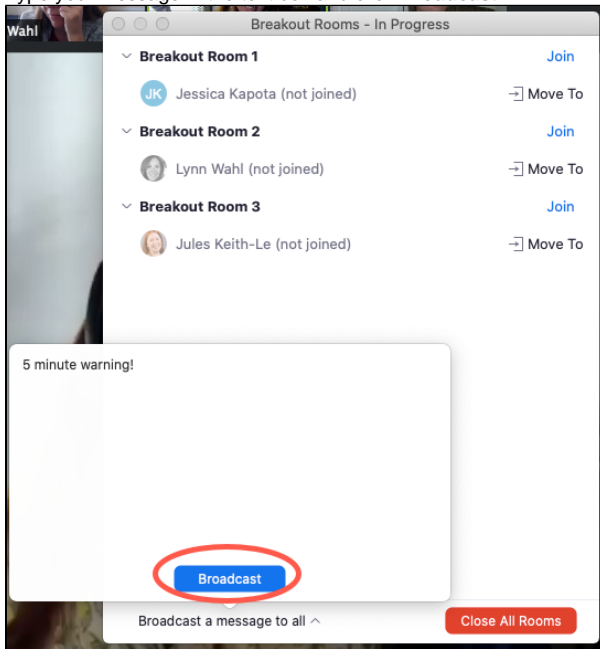 Wahl
Breakout Rooms - In Progress
Breakout Room 1 Join
JK Jessica Kapota (not joined) Move To
Breakout Room 2 Join
Lynn Wahl (not joined) Move To
Breakout Room 3 Join
Jules Keith-Le (not joined) Move To
5 minute warning!
Broadcast
Broadcast a message to all
Close All Rooms